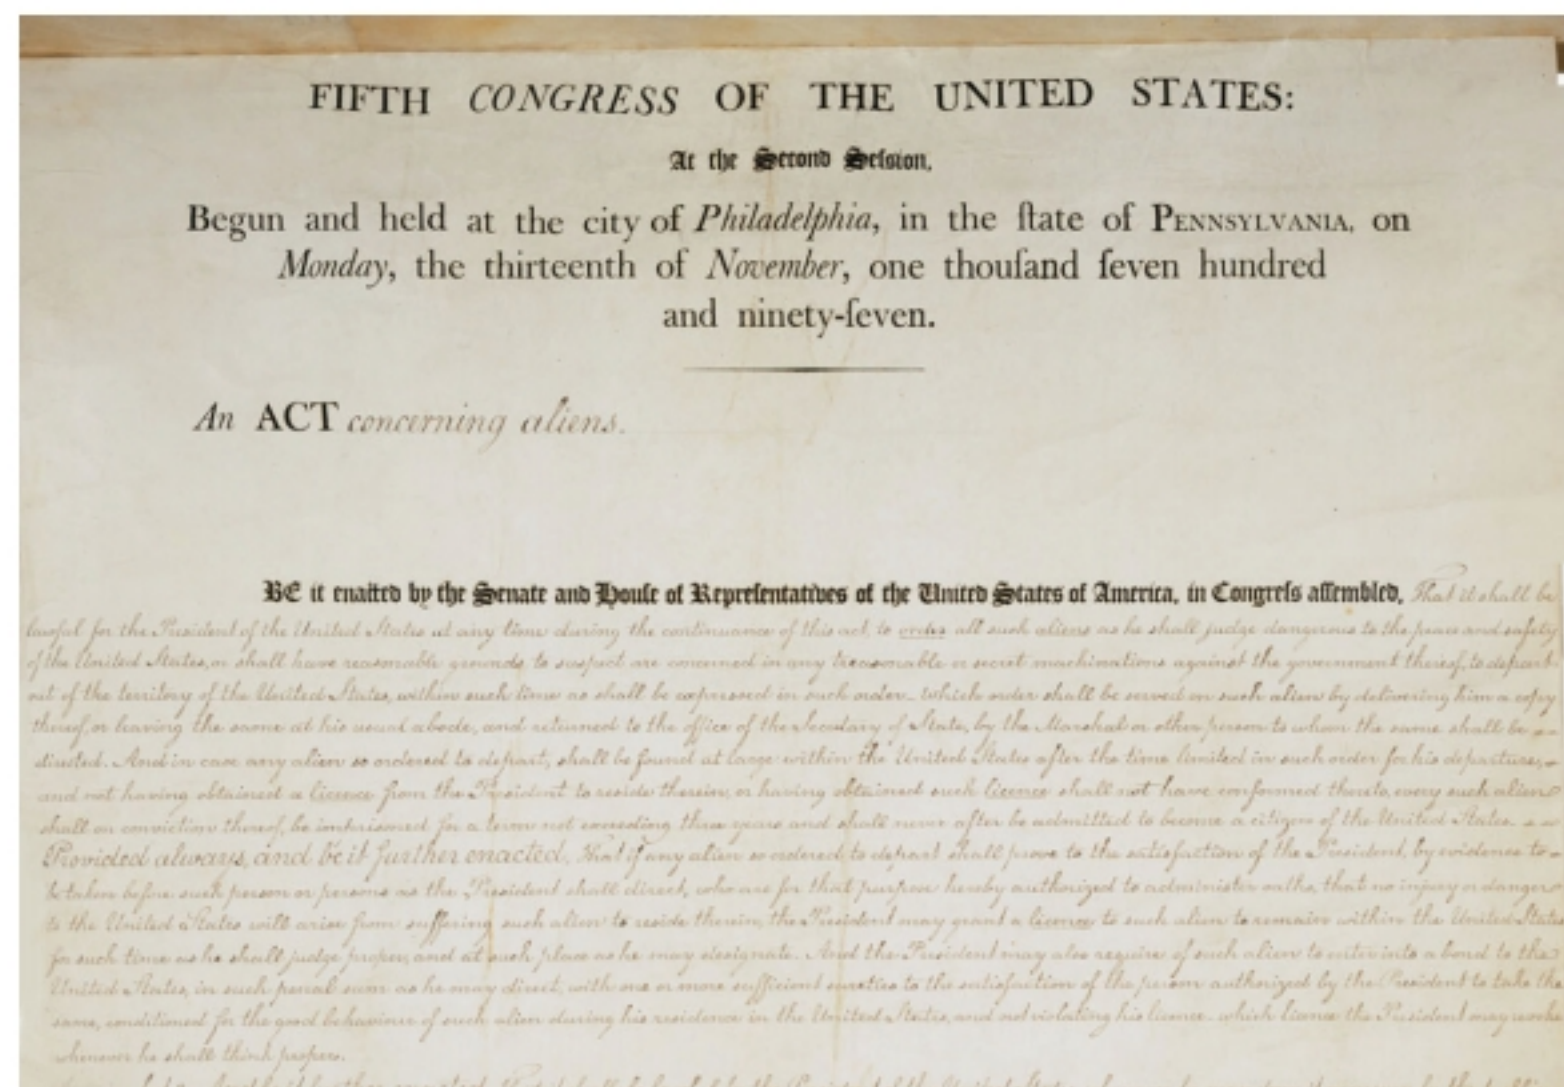 FIFTH CONGRESS OF THE UNITED STATES:
At the Second Seſsion,
Begun and held at the city of Philadelphia, in the ſtate of PENNSYLVANIA, on
Monday, the thirteenth of November, one thouſand ſeven hundred
and ninety-ſeven.
An ACT concerning aliens.
BE it enacted by the Senate and Houſe of Repreſentatives of the United States of America, in Congreſs aſſembled, That it shall be
lawful for the President of the United States at any time during the continuance of this act, to order all such aliens as he shall judge dangerous to the peace and safety
of the United States, or shall have reasonable grounds to suspect are concerned in any treasonable or secret machinations against the government thereof, to depart
out of the territory of the United States, within such time as shall be expressed in such order. which order shall be served on such alien by delivering him a copy
thereof, or leaving the same at his usual abode, and returned to the office of the Secretary of State, by the Marshal or other person to whom the same shall be
directed. And in case any alien so ordered to depart, shall be found at large within the United States after the time limited in such order for his departure,
and not having obtained a licence from the President to reside therein, or having obtained such licence shall not have conformed thereto, every such alien
shall on conviction thereof, be imprisoned for a term not exceeding three years and shall never after be admitted to become a citizen of the United States.
Provided always, and be it further enacted, That if any alien so ordered to depart shall prove to the satisfaction of the President, by evidence to
be taken before such person or persons as the President shall direct, who are for that purpose hereby authorized to administer oaths, that no injury or danger
to the United States will arise from suffering such alien to reside therein, the President may grant a licence to such alien to remain within the United States
for such time as he shall judge proper, and at such place as he may designate. And the President may also require of such alien to enter into a bond to the
United States, in such penal sum as he may direct, with one or more sufficient sureties to the satisfaction of the person authorized by the President to take the
same, conditioned for the good behaviour of such alien during his residence in the United States, and not violating his licence. which licence the President may revoke
whenever he shall think proper.